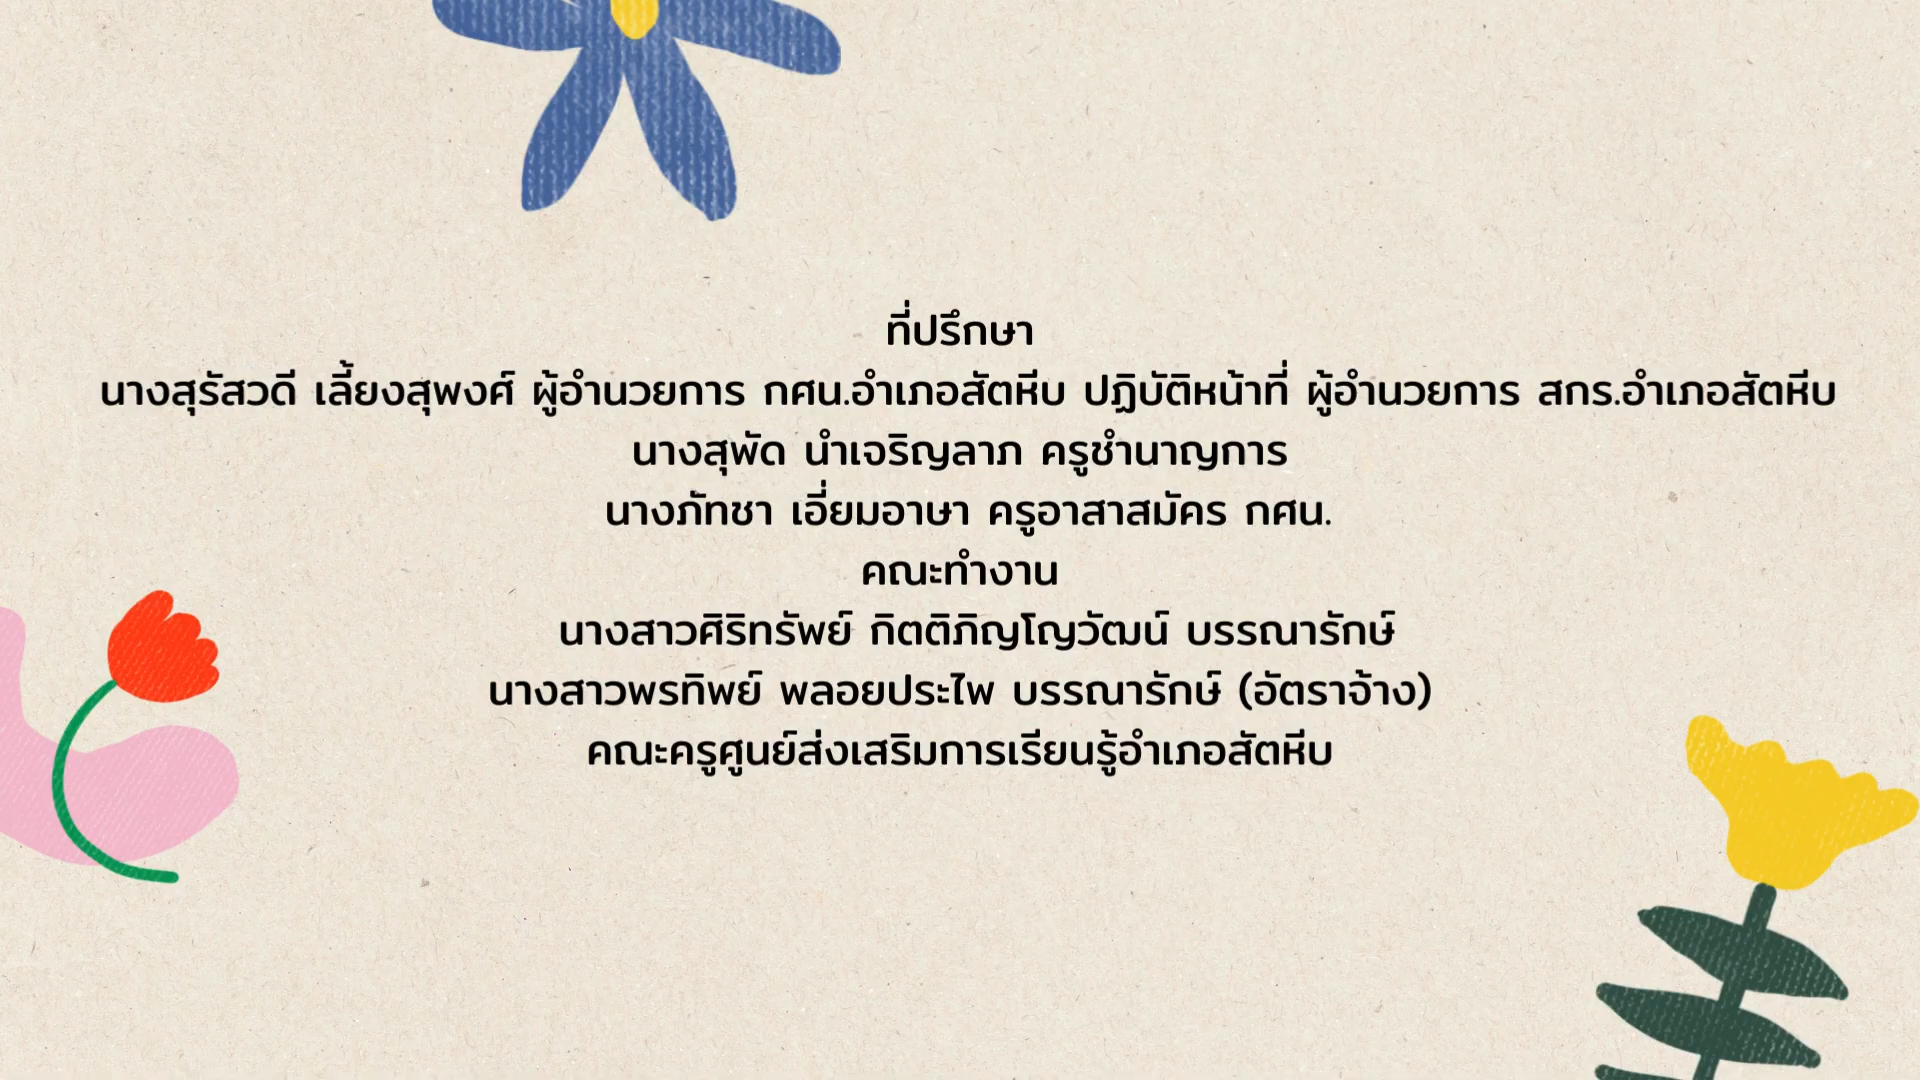 ที่ปรึกษา
นางสุรัสวดี เลี้ยงสุพงศ์ ผู้อำนวยการ กศน.อำเภอสัตหีบ ปฏิบัติหน้าที่ ผู้อำนวยการ สกร.อำเภอสัตหีบ
นางสุพัด นำเจริญลาภ ครูชำนาญการ
นางภัทชา เอี่ยมอาษา ครูอาสาสมัคร กศน.
คณะทำงาน
นางสาวศิริทรัพย์ กิตติภิญโญวัฒน์ บรรณารักษ์
นางสาวพรทิพย์ พลอยประไพ บรรณารักษ์ (อัตราจ้าง)
คณะครูศูนย์ส่งเสริมการเรียนรู้อำเภอสัตหีบ